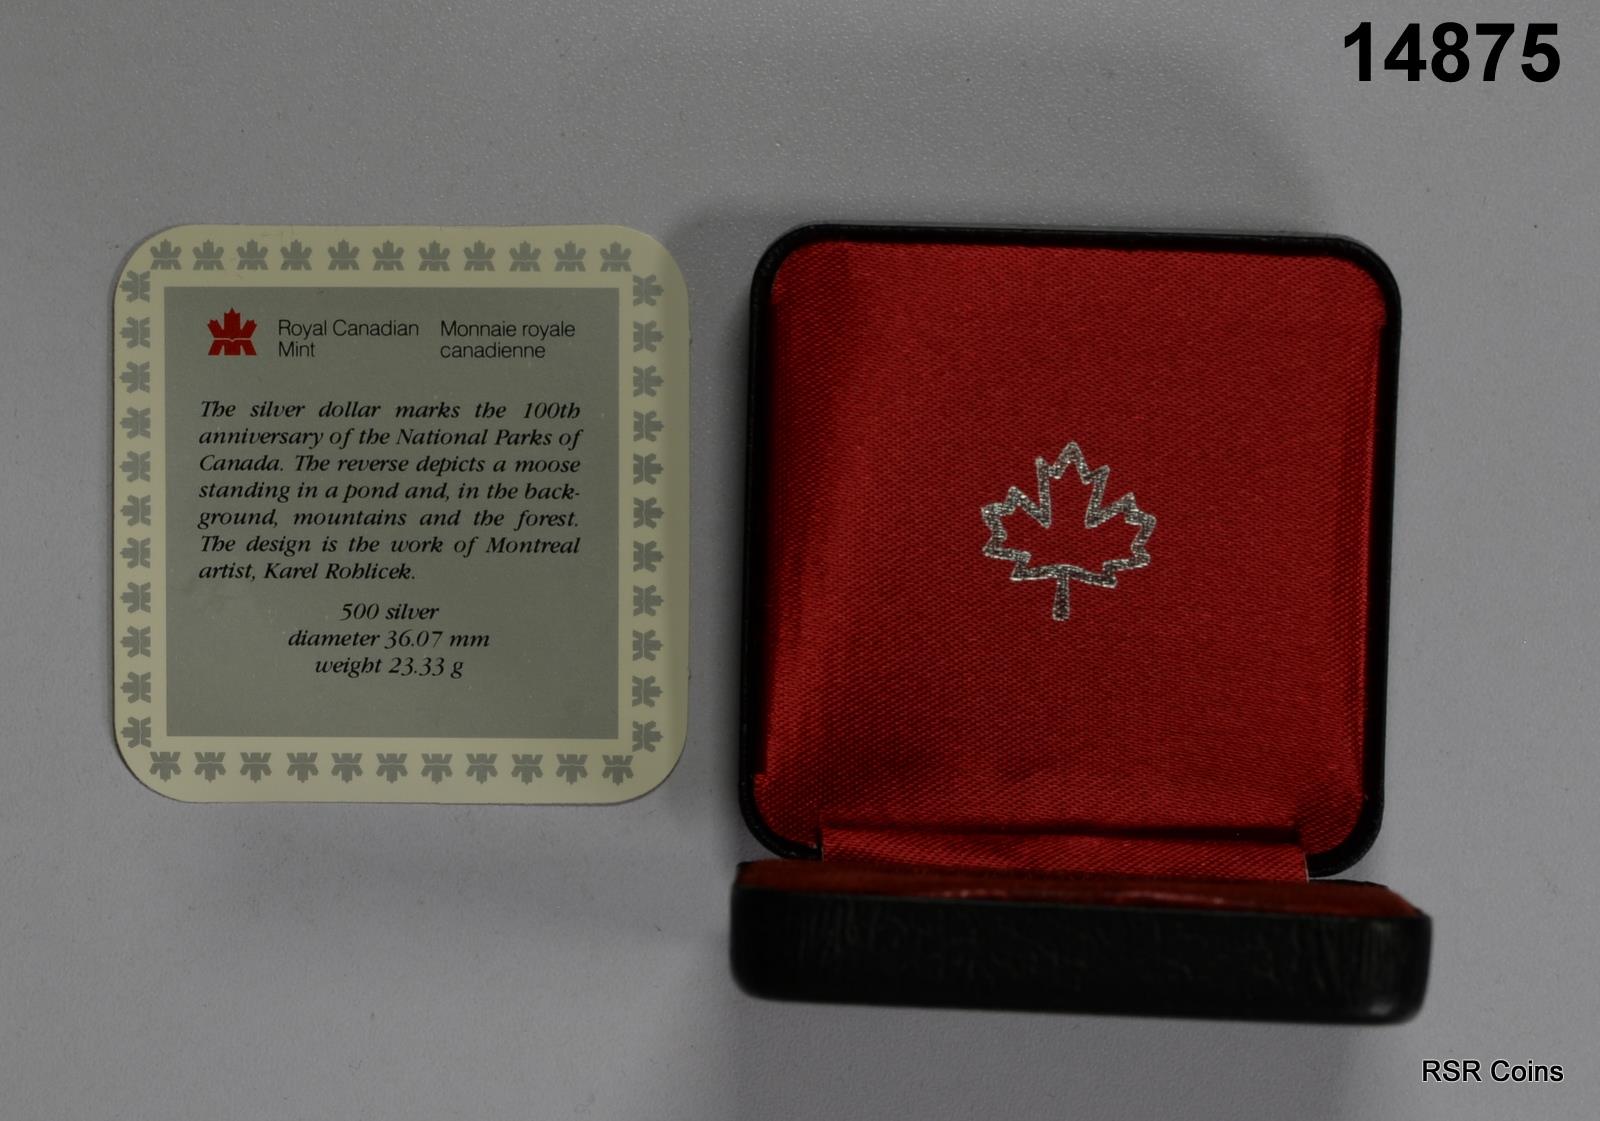 14875
Royal Canadian Mint
Monnaie royale canadienne
The silver dollar marks the 100th
anniversary of the National Parks of
Canada. The reverse depicts a moose
standing in a pond and, in the back-
ground, mountains and the forest.
The design is the work of Montreal
artist, Karel Rohlicek.
500 silver
diameter 36.07 mm
weight 23.33 g
RSR Coins